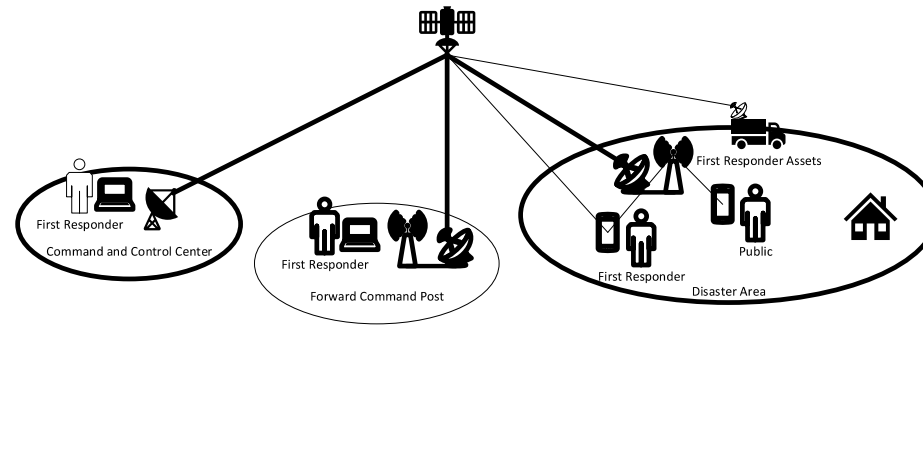 First Responder Assets
First Responder
Command and Control Center
First Responder
Forward Command Post
Public
First Responder
Disaster Area